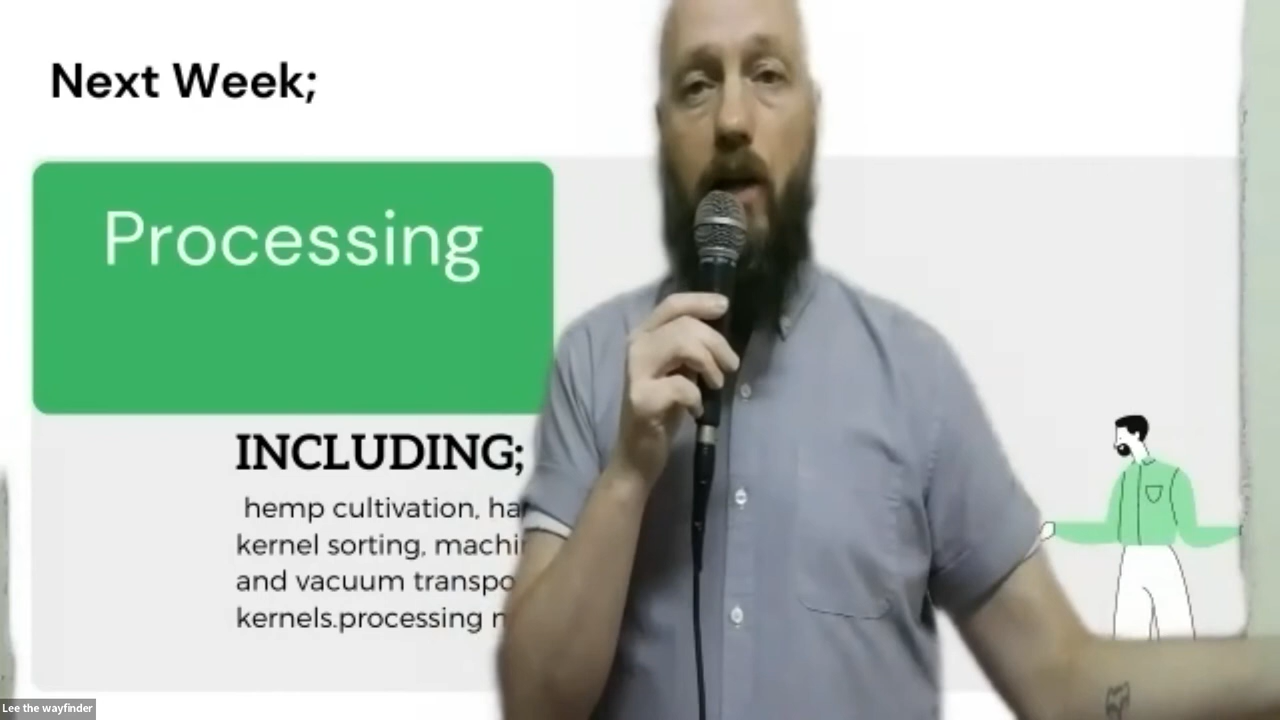 Next Week;
Processing
INCLUDING;
hemp cultivation,
kernel sorting,
and vacuum
kernels.processing
Lee the wayfinder